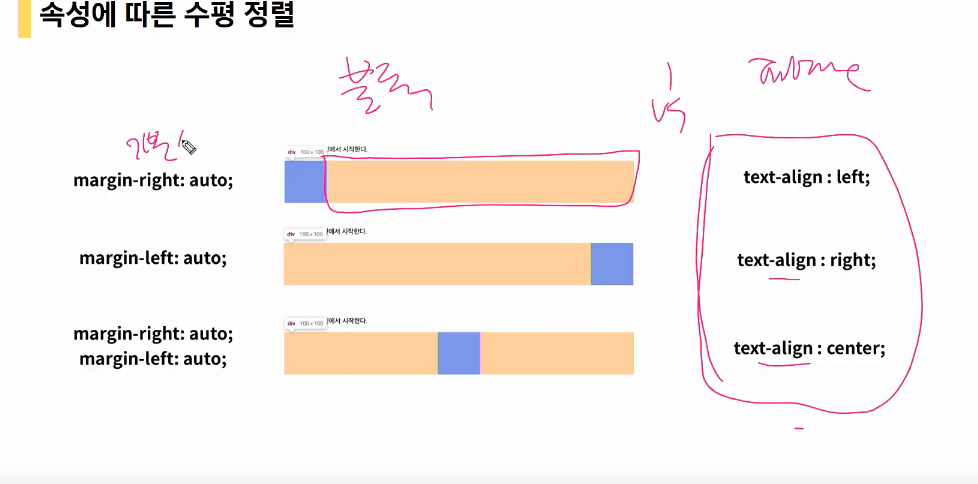 속성에 따른 수평 정렬
블록
vs
inline
기본
margin-right: auto;
div 100 x 100 에서 시작한다.
text-align : left;
margin-left: auto;
div 100 x 100 에서 시작한다.
text-align : right;
margin-right: auto;
margin-left: auto;
div 100 x 100 에서 시작한다.
text-align : center;